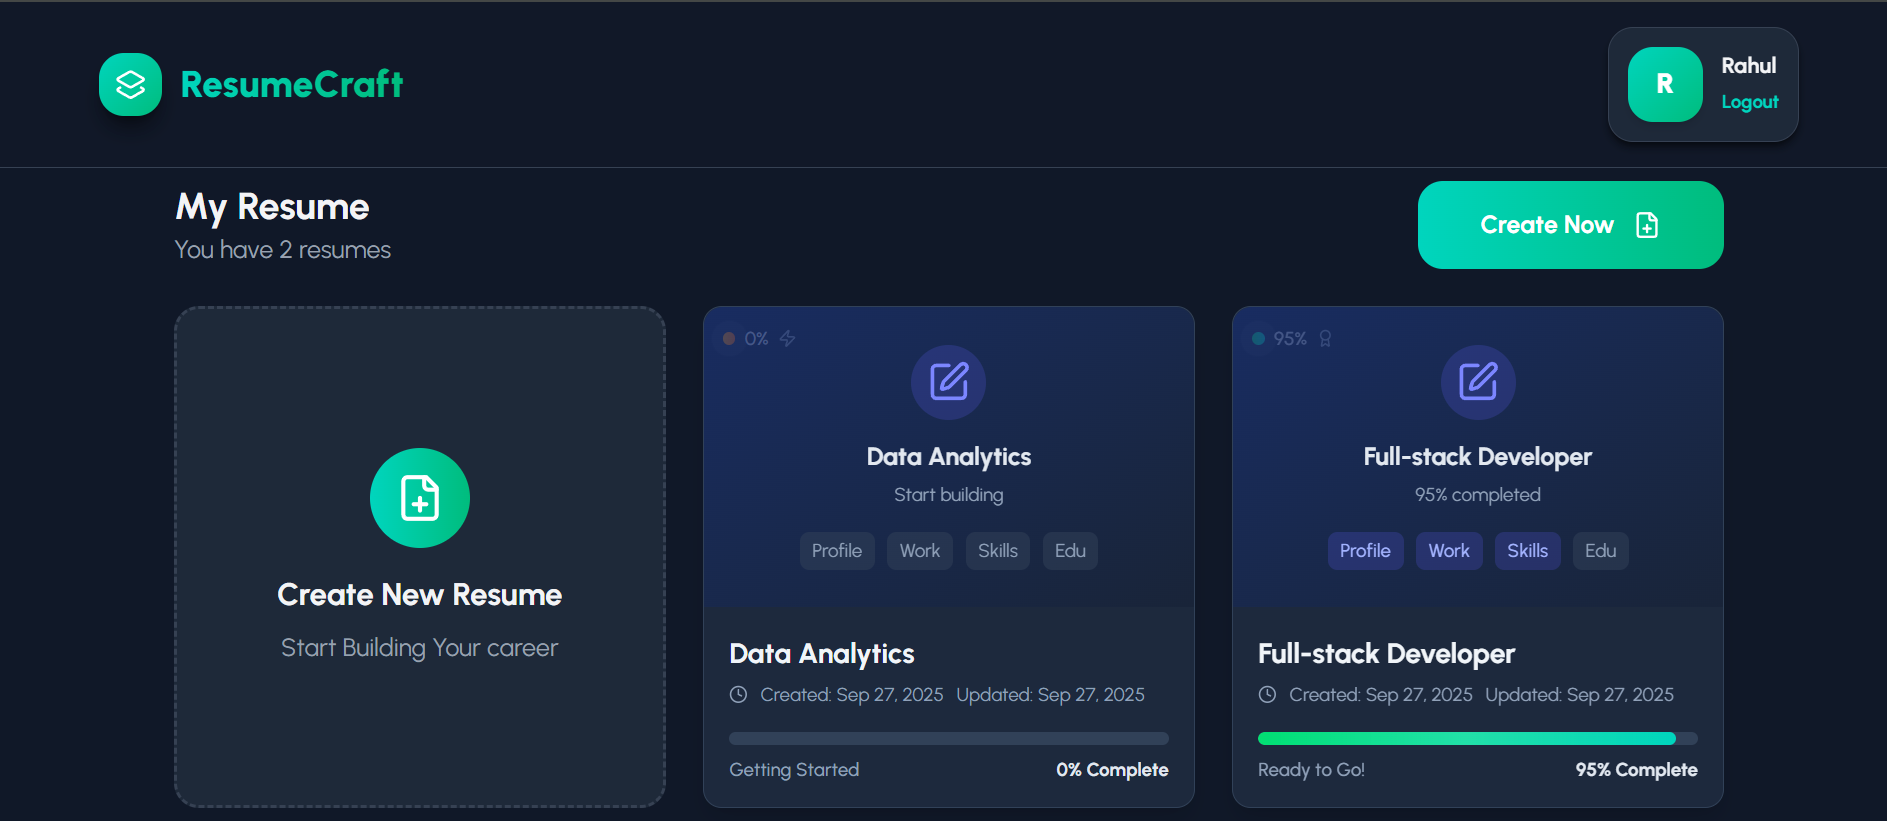 ResumeCraft
R
Rahul
Logout
My Resume
You have 2 resumes
Create Now
Create New Resume
Start Building Your career
0%
Data Analytics
Start building
Profile Work Skills Edu
Data Analytics
Created: Sep 27, 2025 Updated: Sep 27, 2025
Getting Started 0% Complete
95%
Full-stack Developer
95% completed
Profile Work Skills Edu
Full-stack Developer
Created: Sep 27, 2025 Updated: Sep 27, 2025
Ready to Go! 95% Complete